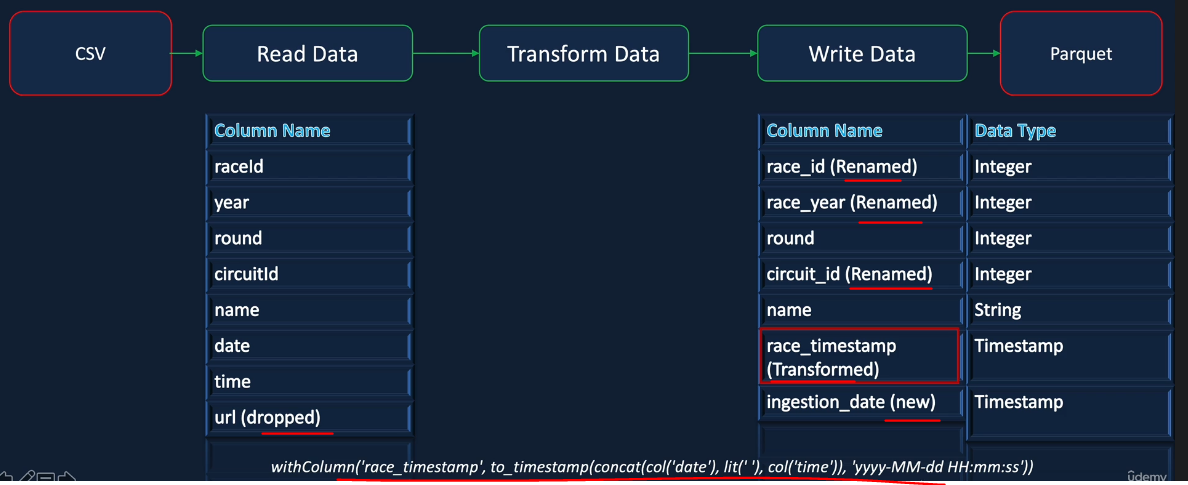 CSV
Read Data
Transform Data
Write Data
Parquet
Column Name
raceId
year
round
circuitId
name
date
time
url (dropped)
Column Name Data Type
race_id (Renamed) Integer
race_year (Renamed) Integer
round Integer
circuit_id (Renamed) Integer
name String
race_timestamp Timestamp
(Transformed)
ingestion_date (new) Timestamp
withColumn('race_timestamp', to_timestamp(concat(col('date'), lit(' '), col('time')), 'yyyy-MM-dd HH:mm:ss'))
ûdemy